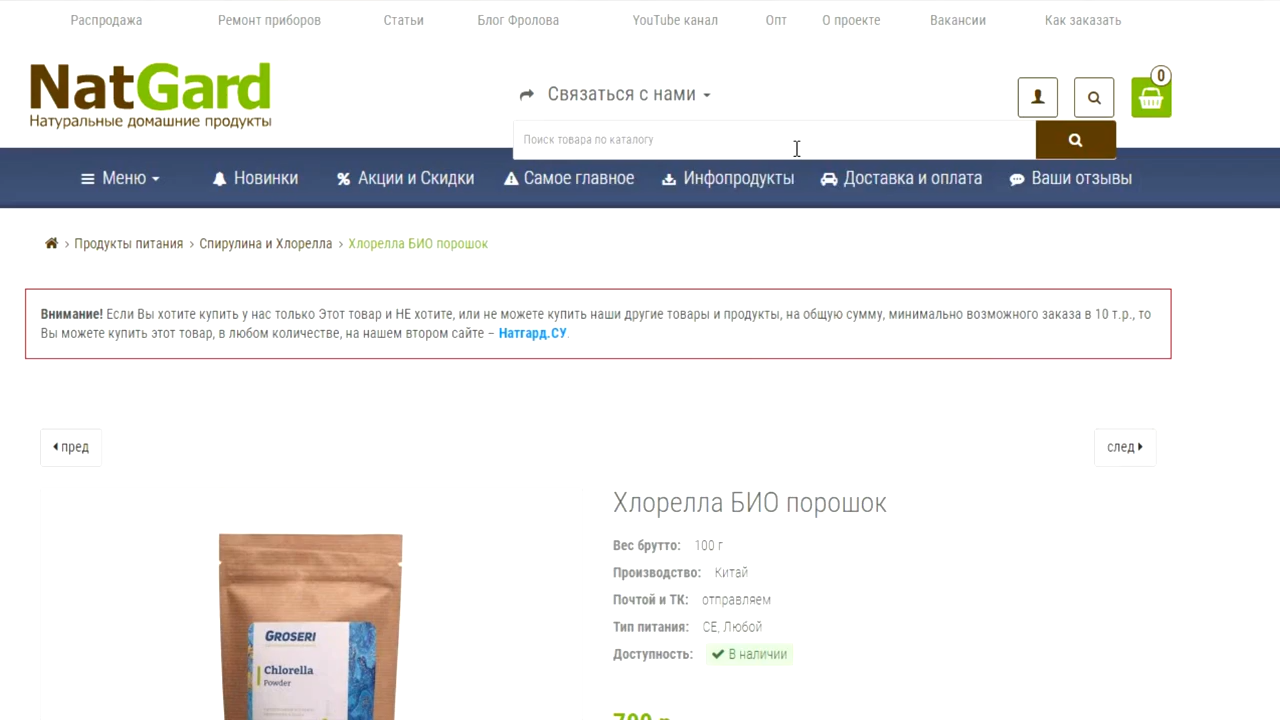 Распродажа Ремонт приборов Статьи Блог Фролова YouTube канал Опт О проекте Вакансии Как заказать
NatGard
Натуральные домашние продукты
Связаться с нами
0
Поиск товара по каталогу
Меню Новинки Акции и Скидки Самое главное Инфопродукты Доставка и оплата Ваши отзывы
Продукты питания › Спирулина и Хлорелла › Хлорелла БИО порошок
Внимание! Если Вы хотите купить у нас только Этот товар и НЕ хотите, или не можете купить наши другие товары и продукты, на общую сумму, минимально возможного заказа в 10 т.р., то
Вы можете купить этот товар, в любом количестве, на нашем втором сайте – Натгард.СУ.
пред
след
Хлорелла БИО порошок
Вес брутто: 100 г
Производство: Китай
Почтой и ТК: отправляем
Тип питания: СЕ, Любой
Доступность: В наличии
GROSERI
Chlorella
Powder